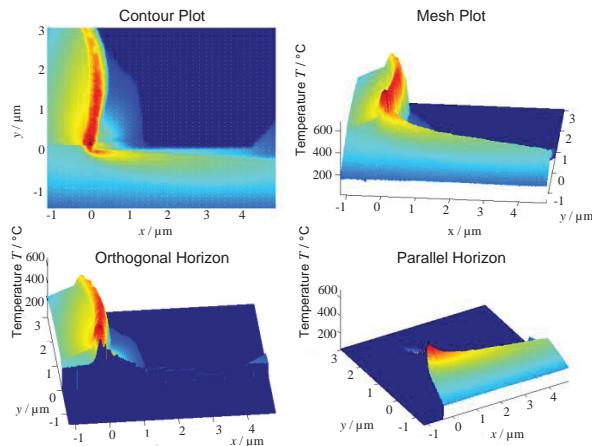 Contour Plot
3
2
1
0
-1
y / µm
-1 0 1 2 3 4
x / µm
Mesh Plot
Temperature T / °C
600
400
200
-1 0 1 2 3 4
x / µm
3
2
1
0
-1
y / µm
Orthogonal Horizon
Temperature T / °C
600
400
200
3
2
1
0
-1
y / µm
-1 0 1 2 3 4
x / µm
Parallel Horizon
Temperature T / °C
600
400
200
3
2
1
0
-1
y / µm
-1 0 1 2 3 4
x / µm